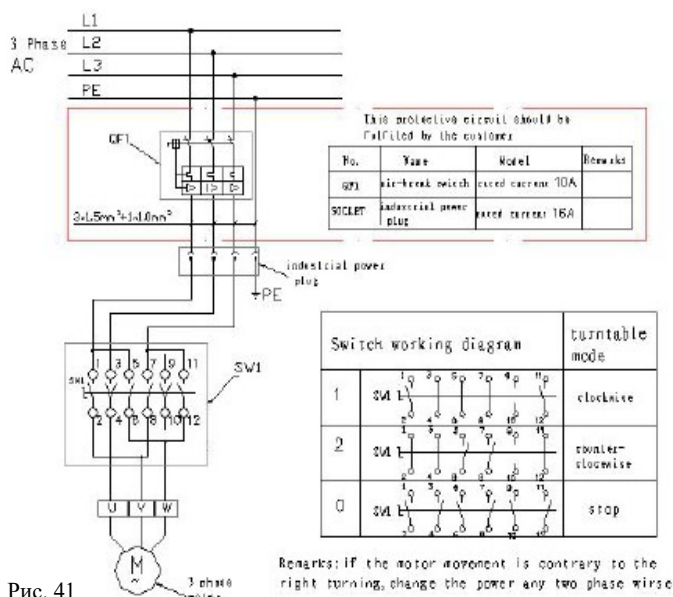 L1
3 Phase L2
AC L3
PE
This protective circuit should be
fulfiled by the customer
QF1
No. Name Model Remarks
QF1 air-break switch rated current 10A
SOCLET industrial power plug rated current 16A
3×1.5mm²+1×1.0mm²
industrial power
plug
PE
SW1
1 3 5 7 9 11
SW1
2 4 6 8 10 12
U V W
M
~
3 phase
Switch working diagram turntable mode
1 SW1 clockwise
2 SW1 counter-clocwise
0 SW1 stop
Remarks: if the motor movement is contrary to the
right turning, change the power any two phase wirse
Рис. 41